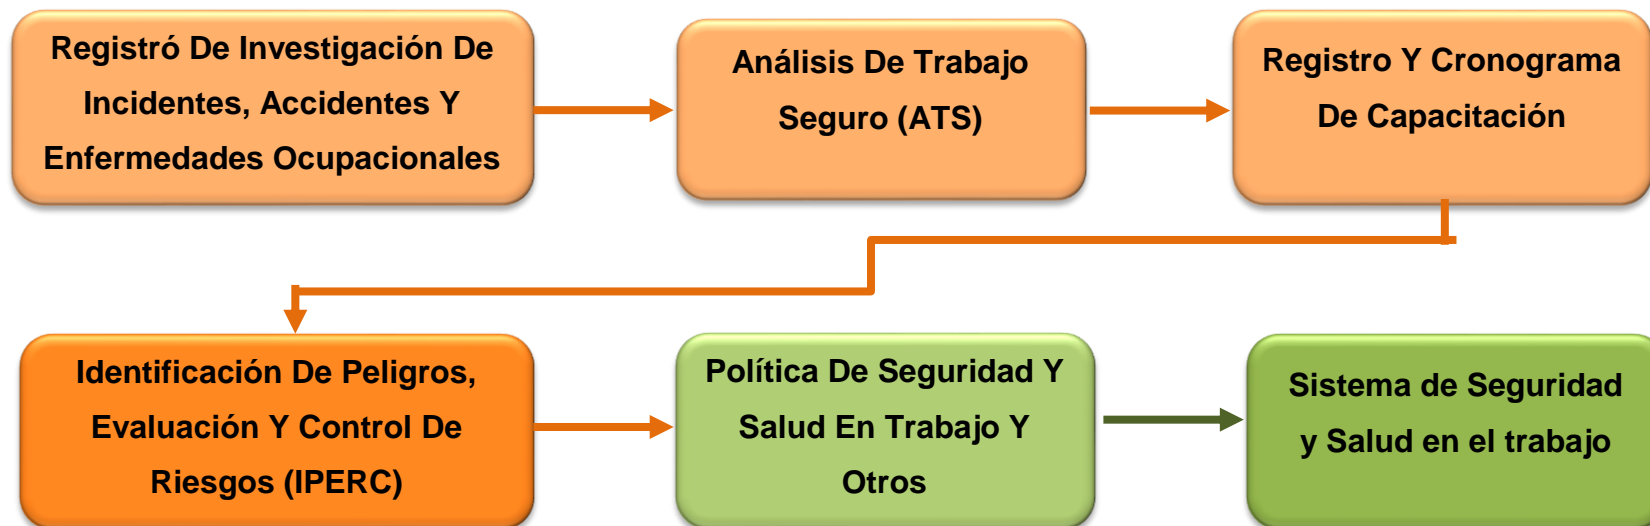 Registró De Investigación De
Incidentes, Accidentes Y
Enfermedades Ocupacionales
Análisis De Trabajo
Seguro (ATS)
Registro Y Cronograma
De Capacitación
Identificación De Peligros,
Evaluación Y Control De
Riesgos (IPERC)
Política De Seguridad Y
Salud En Trabajo Y
Otros
Sistema de Seguridad
y Salud en el trabajo